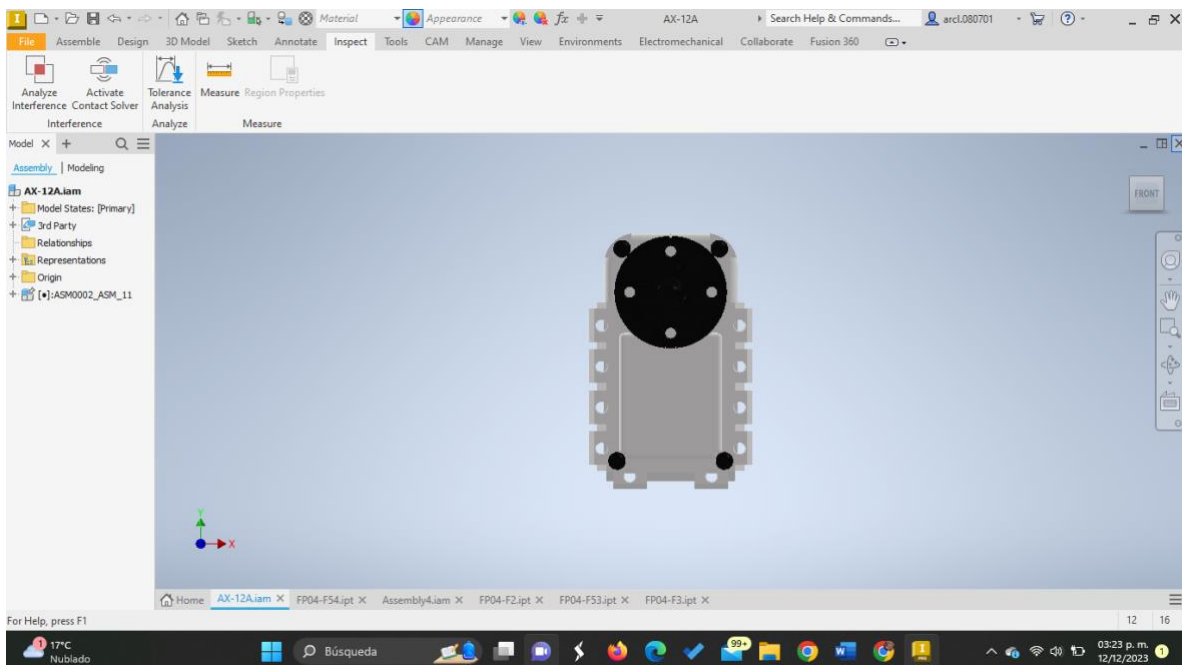 Material
Appearance
fx
AX-12A
Search Help & Commands...
arcl.080701
File Assemble Design 3D Model Sketch Annotate Inspect Tools CAM Manage View Environments Electromechanical Collaborate Fusion 360
Analyze Interference
Activate Contact Solver
Tolerance Analysis
Measure
Region Properties
Interference
Analyze
Measure
Model
Assembly | Modeling
AX-12A.iam
Model States: [Primary]
3rd Party
Relationships
Representations
Origin
[•]:ASM0002_ASM_11
FRONT
Y
X
Home AX-12A.iam FP04-F54.ipt Assembly4.iam FP04-F2.ipt FP04-F53.ipt FP04-F3.ipt
For Help, press F1
12 16
1
17°C
Nublado
Búsqueda
99+
03:23 p. m.
12/12/2023
1